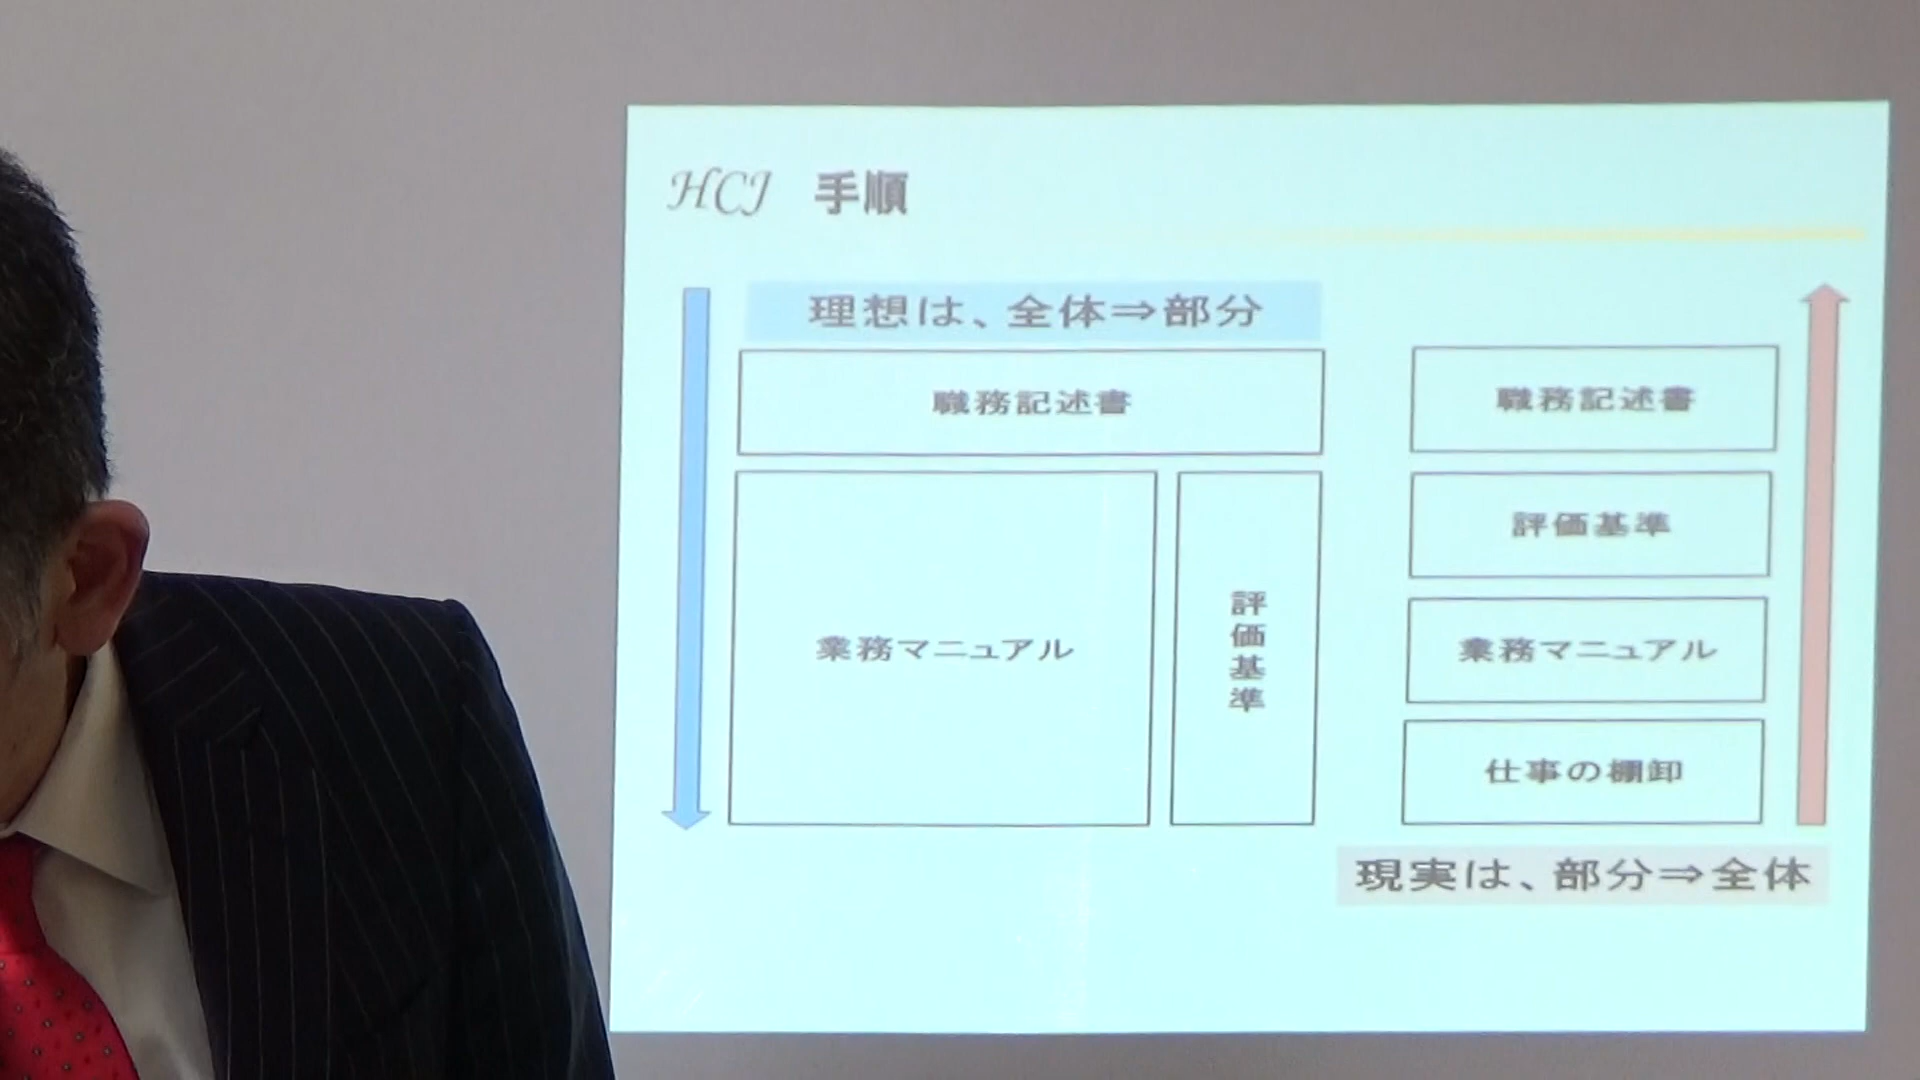 HCJ 手順
理想は、全体⇒部分
職務記述書
業務マニュアル
評価基準
職務記述書
評価基準
業務マニュアル
仕事の棚卸
現実は、部分⇒全体